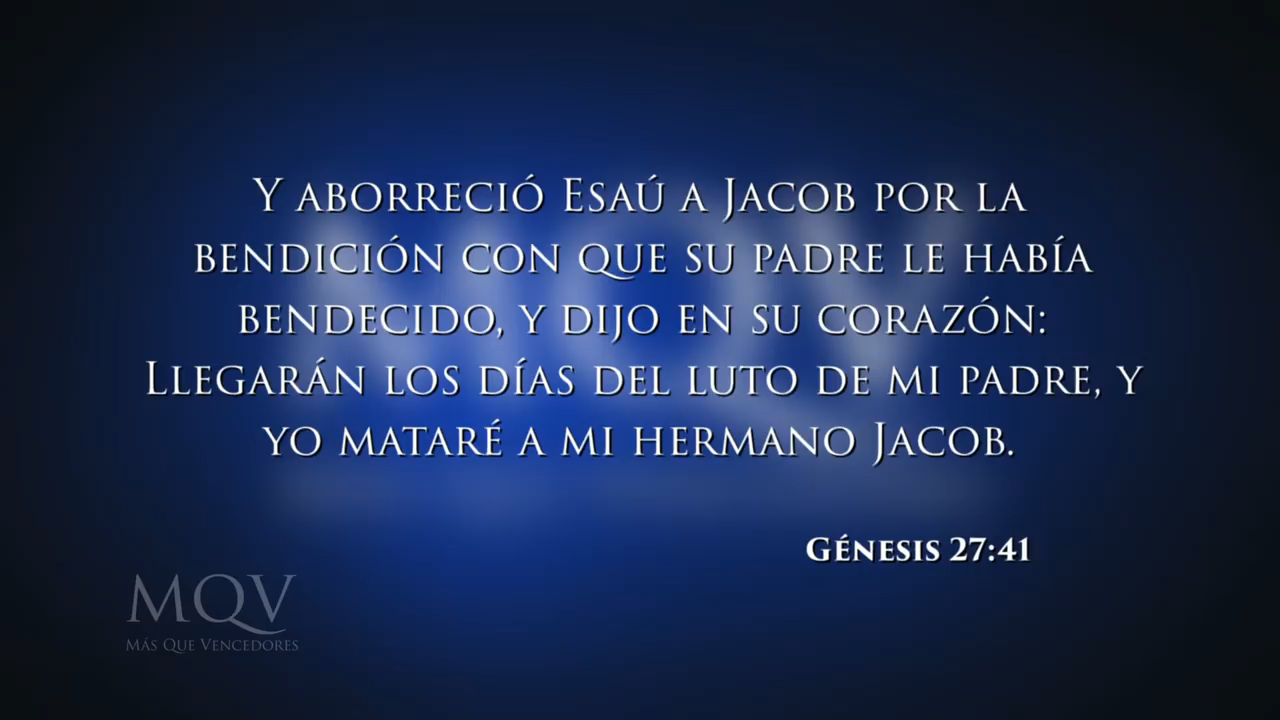 Y aborreció Esaú a Jacob por la
bendición con que su padre le había
bendecido, y dijo en su corazón:
Llegarán los días del luto de mi padre, y
yo mataré a mi hermano Jacob.
Génesis 27:41
MQV
Más Que Vencedores